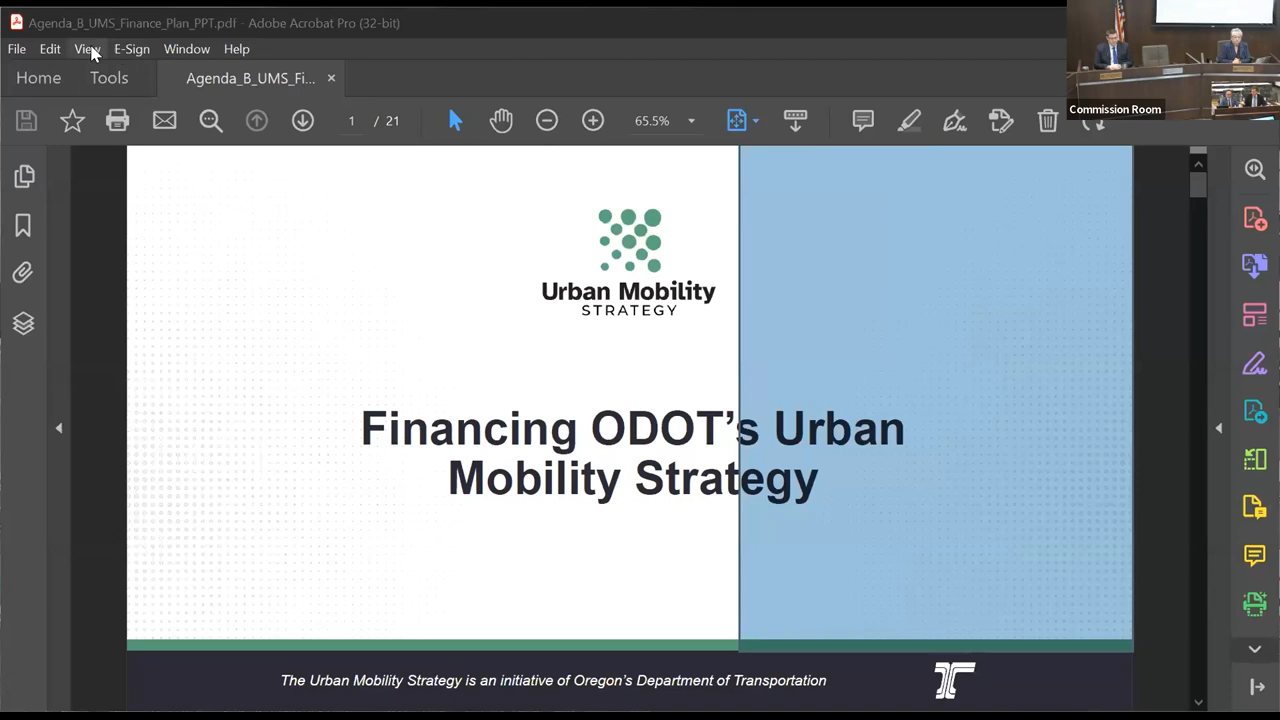 Agenda_B_UMS_Finance_Plan_PPT.pdf - Adobe Acrobat Pro (32-bit)
File Edit View E-Sign Window Help
Home Tools Agenda_B_UMS_Fi... ×
1 / 21 65.5%
Commission Room
Urban Mobility
STRATEGY
Financing ODOT’s Urban
Mobility Strategy
The Urban Mobility Strategy is an initiative of Oregon’s Department of Transportation